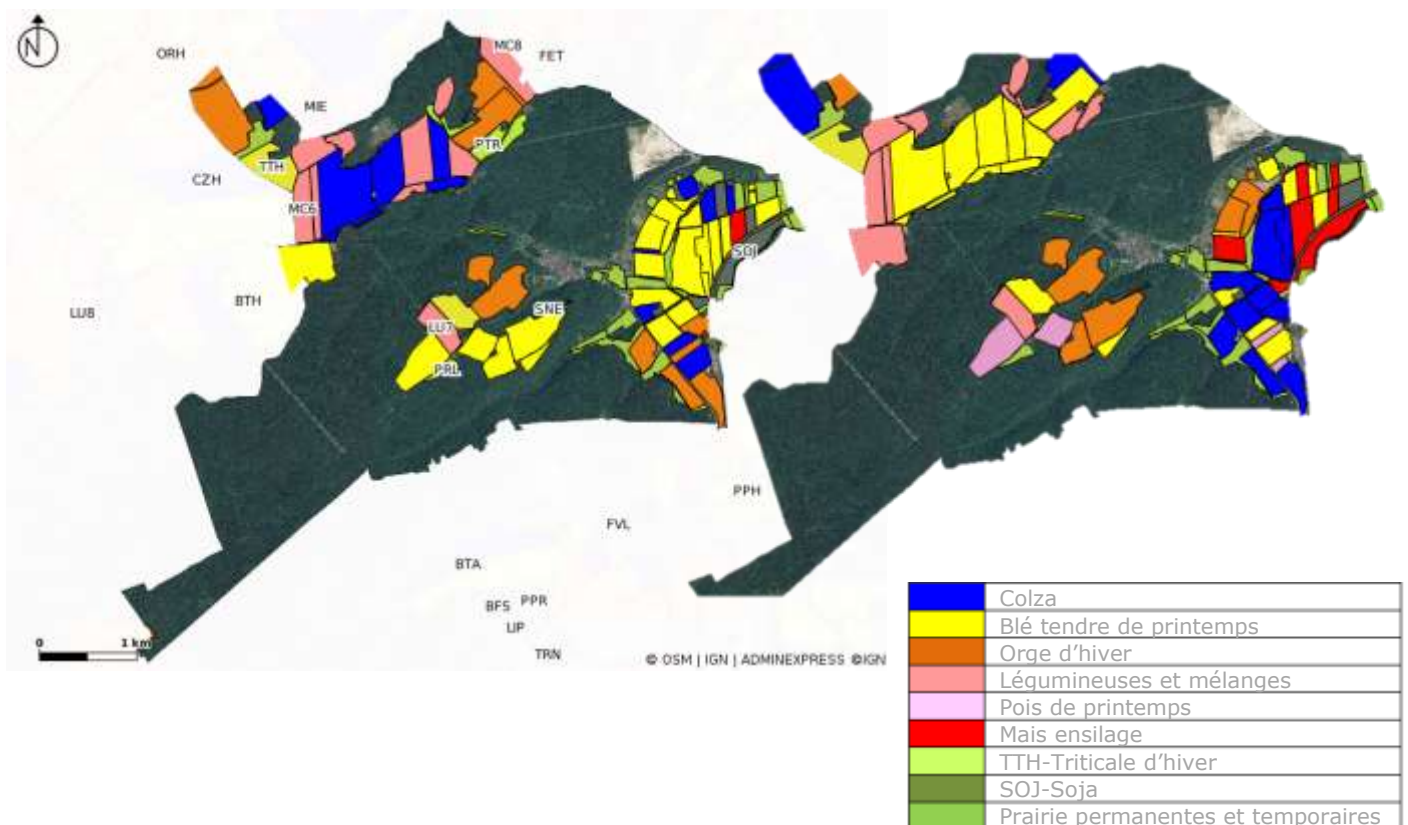 N
ORH
MC8
FET
MIE
PTR
TTH
CZH
MC6
SOJ
BTH
LU8
SNE
LU7
PRL
PPH
FVL
BTA
BFS
PPR
LIP
TRN
0 1 km
© OSM | IGN | ADMINEXPRESS ©IGN
Colza
Blé tendre de printemps
Orge d'hiver
Légumineuses et mélanges
Pois de printemps
Mais ensilage
TTH-Triticale d'hiver
SOJ-Soja
Prairie permanentes et temporaires